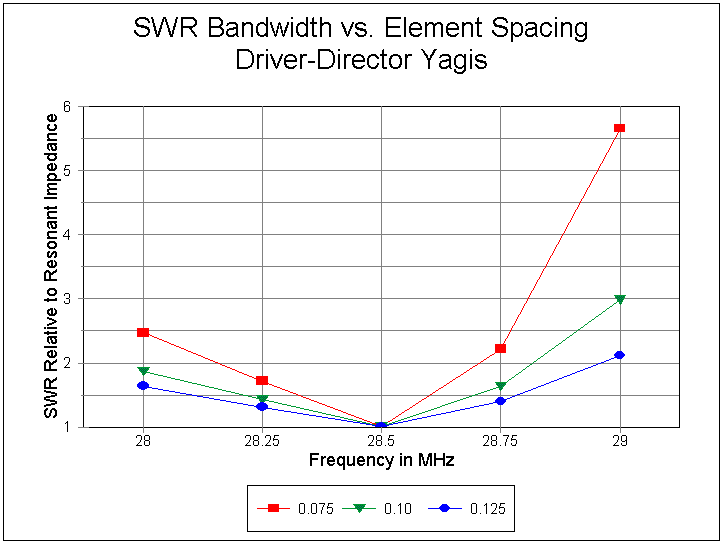 SWR Bandwidth vs. Element Spacing
Driver-Director Yagis
SWR Relative to Resonant Impedance
6
5
4
3
2
1
28 28.25 28.5 28.75 29
Frequency in MHz
0.075 0.10 0.125